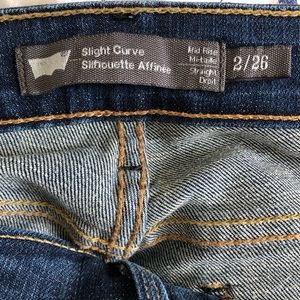 Slight Curve
Silhouette Affinée
Mid Rise
Mi-taille
Straight
Droit
2/26